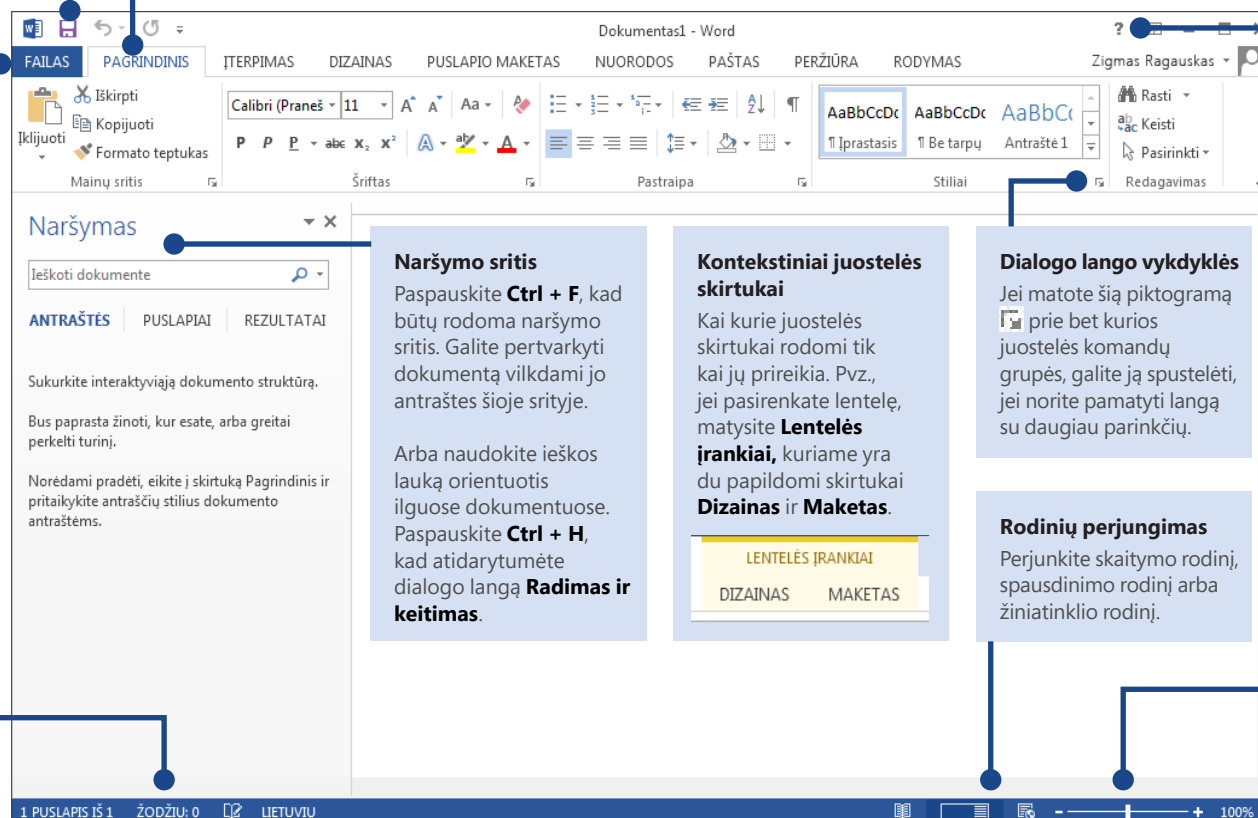 Dokumentas1 - Word
?
FAILAS PAGRINDINIS ĮTERPIMAS DIZAINAS PUSLAPIO MAKETAS NUORODOS PAŠTAS PERŽIŪRA RODYMAS Zigmas Ragauskas
Įklijuoti
Iškirpti
Kopijuoti
Formato teptukas
Mainų sritis
Calibri (Praneš 11 A A Aa
P P P abc x₂ x² A aby A
Šriftas
Pastraipa
AaBbCcDc AaBbCcDc AaBbCc
¶ Įprastasis ¶ Be tarpų Antraštė 1
Stiliai
Rasti
Keisti
Pasirinkti
Redagavimas
Naršymas
Ieškoti dokumente
ANTRAŠTĖS PUSLAPIAI REZULTATAI
Sukurkite interaktyviąją dokumento struktūrą.
Bus paprasta žinoti, kur esate, arba greitai
perkelti turinį.
Norėdami pradėti, eikite į skirtuką Pagrindinis ir
pritaikykite antraščių stilius dokumento
antraštėms.
Naršymo sritis
Paspauskite Ctrl + F, kad
būtų rodoma naršymo
sritis. Galite pertvarkyti
dokumentą vilkdami jo
antraštes šioje srityje.
Arba naudokite ieškos
lauką orientuotis
ilguose dokumentuose.
Paspauskite Ctrl + H,
kad atidarytumėte
dialogo langą Radimas ir
keitimas.
Kontekstiniai juostelės
skirtukai
Kai kurie juostelės
skirtukai rodomi tik
kai jų prireikia. Pvz.,
jei pasirenkate lentelę,
matysite Lentelės
įrankiai, kuriame yra
du papildomi skirtukai
Dizainas ir Maketas.
LENTELĖS ĮRANKIAI
DIZAINAS MAKETAS
Dialogo lango vykdyklės
Jei matote šią piktogramą
prie bet kurios
juostelės komandų
grupės, galite ją spustelėti,
jei norite pamatyti langą
su daugiau parinkčių.
Rodinių perjungimas
Perjunkite skaitymo rodinį,
spausdinimo rodinį arba
žiniatinklio rodinį.
1 PUSLAPIS IŠ 1 ŽODŽIŲ: 0 LIETUVIŲ 100%